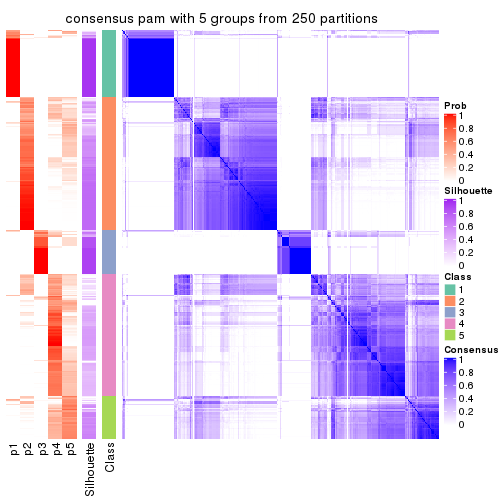 consensus pam with 5 groups from 250 partitions
Prob
1
0.8
0.6
0.4
0.2
0
Silhouette
1
0.8
0.6
0.4
0.2
0
Class
1
2
3
4
5
Consensus
1
0.8
0.6
0.4
0.2
0
p1
p2
p3
p4
p5
Silhouette
Class